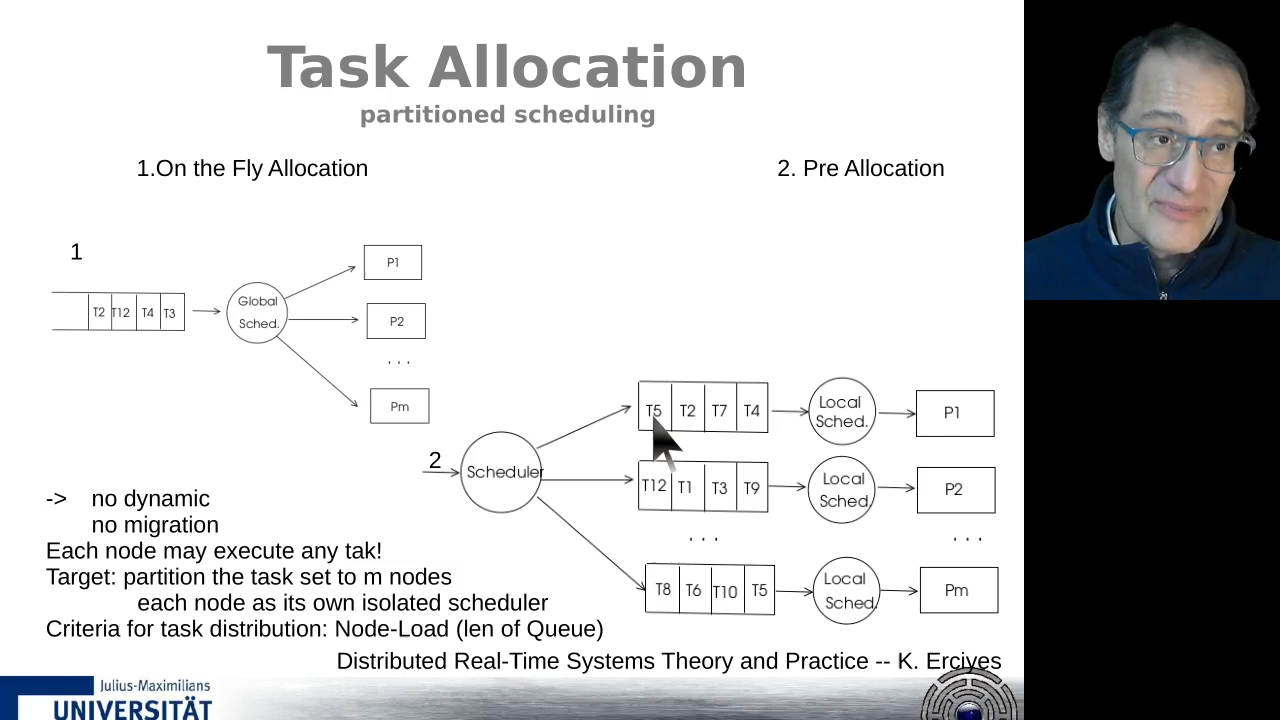 Task Allocation
partitioned scheduling
1.On the Fly Allocation
2. Pre Allocation
1
T2 T12 T4 T3
Global
Sched.
P1
P2
. . .
Pm
2
Scheduler
T5 T2 T7 T4
Local
Sched.
P1
T12 T1 T3 T9
Local
Sched.
P2
. . .
. . .
T8 T6 T10 T5
Local
Sched.
Pm
-> no dynamic
no migration
Each node may execute any tak!
Target: partition the task set to m nodes
each node as its own isolated scheduler
Criteria for task distribution: Node-Load (len of Queue)
Distributed Real-Time Systems Theory and Practice -- K. Erciyes
Julius-Maximilians
UNIVERSITÄT